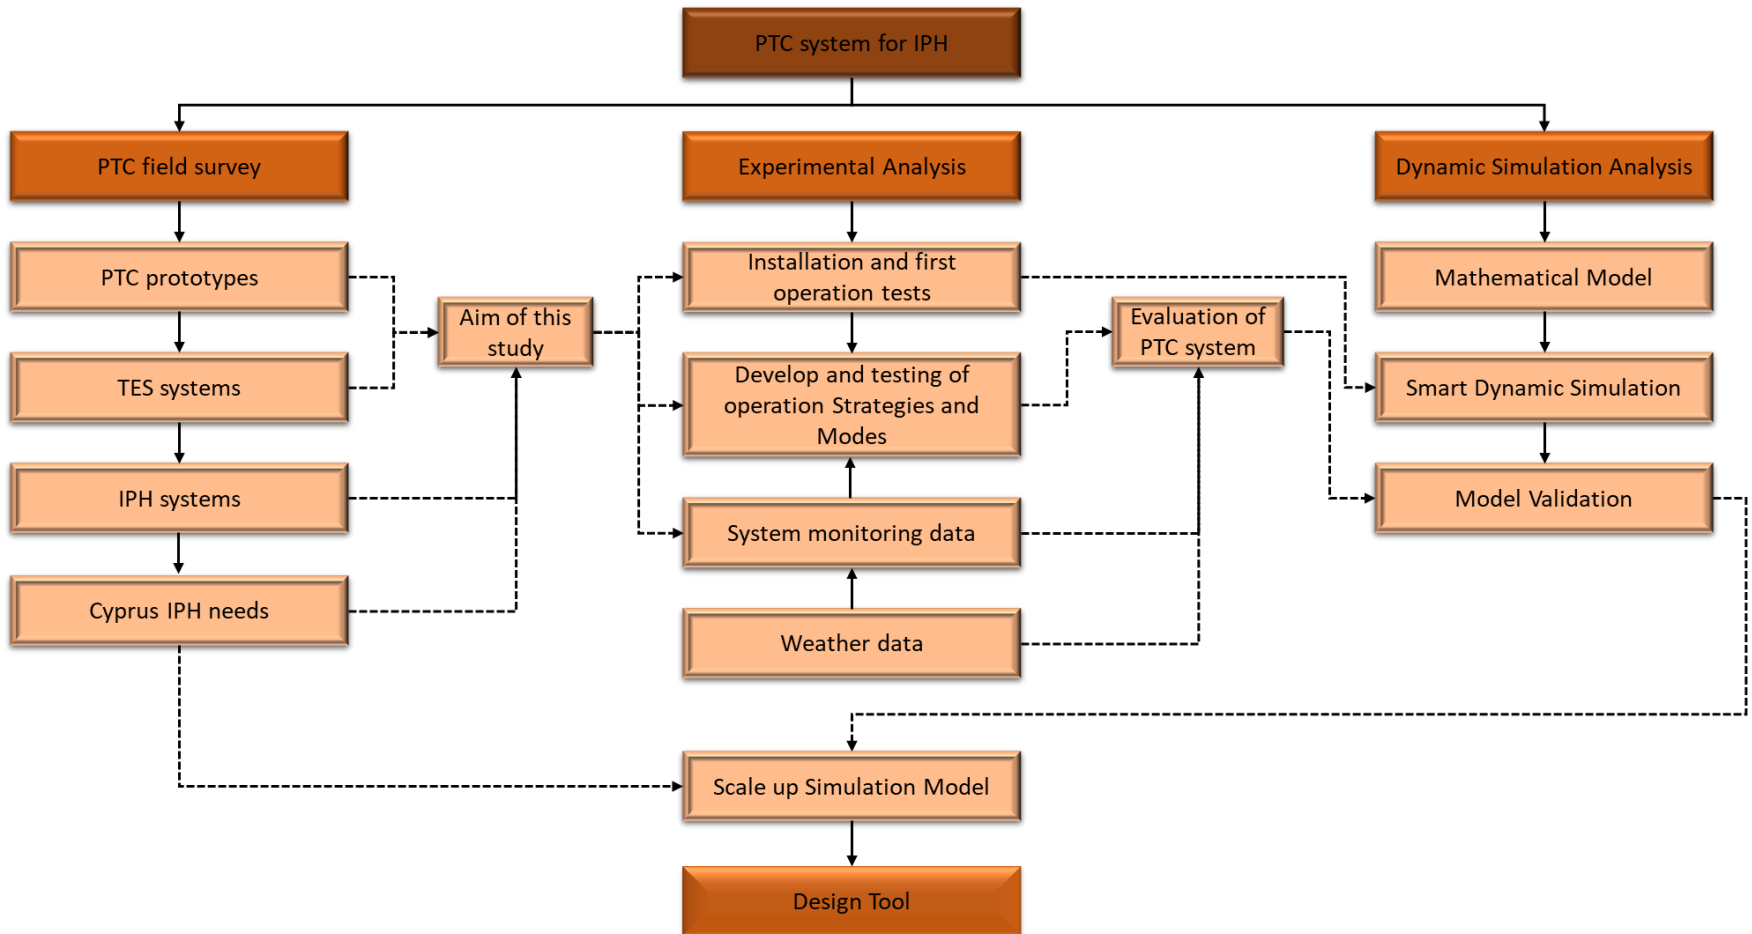 PTC system for IPH
PTC field survey
Experimental Analysis
Dynamic Simulation Analysis
PTC prototypes
Installation and first
operation tests
Mathematical Model
Aim of this
study
Evaluation of
PTC system
TES systems
Develop and testing of
operation Strategies and
Modes
Smart Dynamic Simulation
IPH systems
System monitoring data
Model Validation
Cyprus IPH needs
Weather data
Scale up Simulation Model
Design Tool